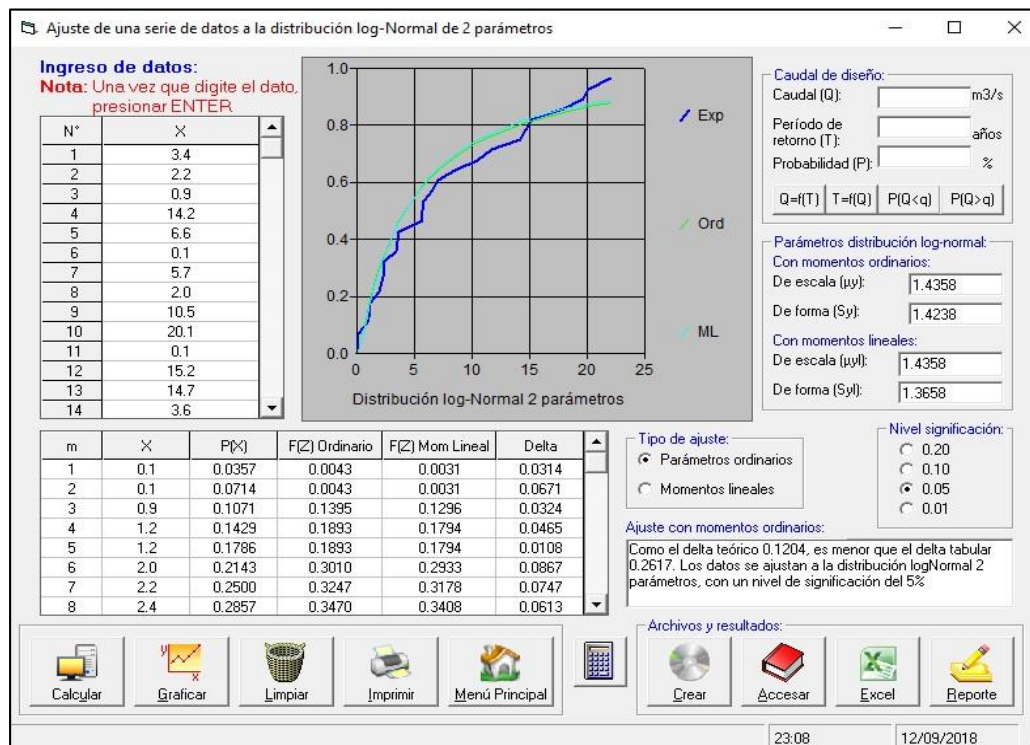 Ajuste de una serie de datos a la distribución log-Normal de 2 parámetros
Ingreso de datos:
Nota: Una vez que digite el dato,
presionar ENTER
N° X
1 3.4
2 2.2
3 0.9
4 14.2
5 6.6
6 0.1
7 5.7
8 2.0
9 10.5
10 20.1
11 0.1
12 15.2
13 14.7
14 3.6
1.0
0.8
0.6
0.4
0.2
0.0
0 5 10 15 20 25
Exp
Ord
ML
Distribución log-Normal 2 parámetros
Caudal de diseño:
Caudal (Q): m3/s
Período de
retorno (T): años
Probabilidad (P): %
Q=f(T) T=f(Q) P(Q<q) P(Q>q)
Parámetros distribución log-normal:
Con momentos ordinarios:
De escala (µy): 1.4358
De forma (Sy): 1.4238
Con momentos lineales:
De escala (µyl): 1.4358
De forma (Syl): 1.3658
m X P(X) F(Z) Ordinario F(Z) Mom Lineal Delta
1 0.1 0.0357 0.0043 0.0031 0.0314
2 0.1 0.0714 0.0043 0.0031 0.0671
3 0.9 0.1071 0.1395 0.1296 0.0324
4 1.2 0.1429 0.1893 0.1794 0.0465
5 1.2 0.1786 0.1893 0.1794 0.0108
6 2.0 0.2143 0.3010 0.2933 0.0867
7 2.2 0.2500 0.3247 0.3178 0.0747
8 2.4 0.2857 0.3470 0.3408 0.0613
Tipo de ajuste:
Parámetros ordinarios
Momentos lineales
Nivel significación:
0.20
0.10
0.05
0.01
Ajuste con momentos ordinarios:
Como el delta teórico 0.1204, es menor que el delta tabular
0.2617. Los datos se ajustan a la distribución logNormal 2
parámetros, con un nivel de significación del 5%
Calcular Graficar Limpiar Imprimir Menú Principal
Archivos y resultados:
Crear Accesar Excel Reporte
23:08 12/09/2018